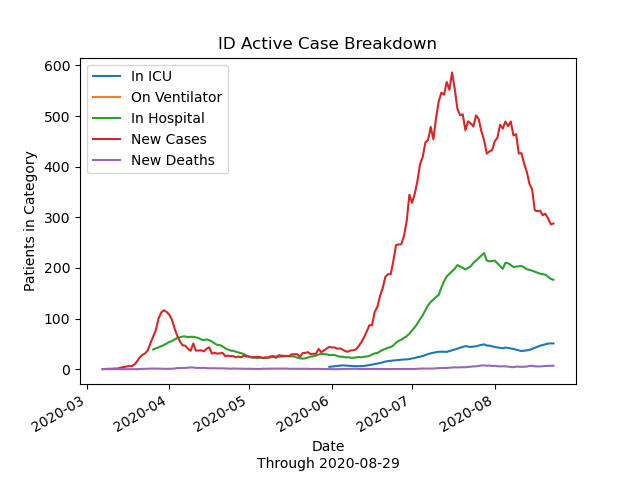 ID Active Case Breakdown
In ICU
On Ventilator
In Hospital
New Cases
New Deaths
Patients in Category
600
500
400
300
200
100
0
2020-03
2020-04
2020-05
2020-06
2020-07
2020-08
Date
Through 2020-08-29